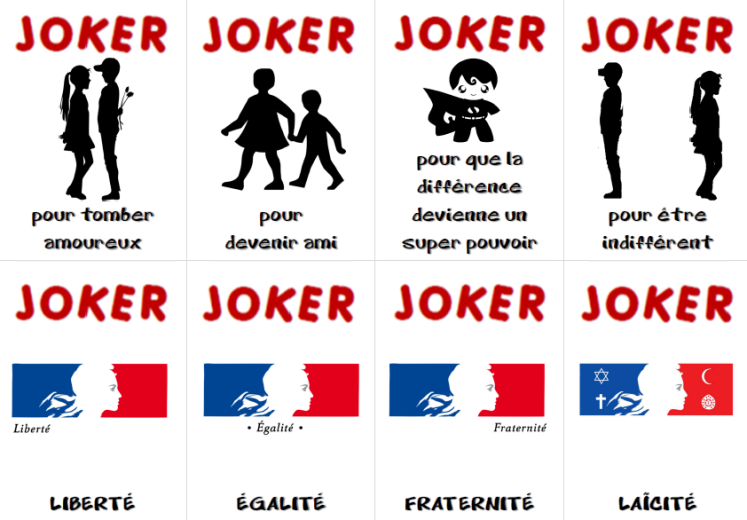 JOKER
pour tomber
amoureux
JOKER
pour
devenir ami
JOKER
pour que la
différence
devienne un
super pouvoir
JOKER
pour être
indifférent
JOKER
Liberté
LIBERTÉ
JOKER
• Égalité •
ÉGALITÉ
JOKER
Fraternité
FRATERNITÉ
JOKER
LAÏCITÉ